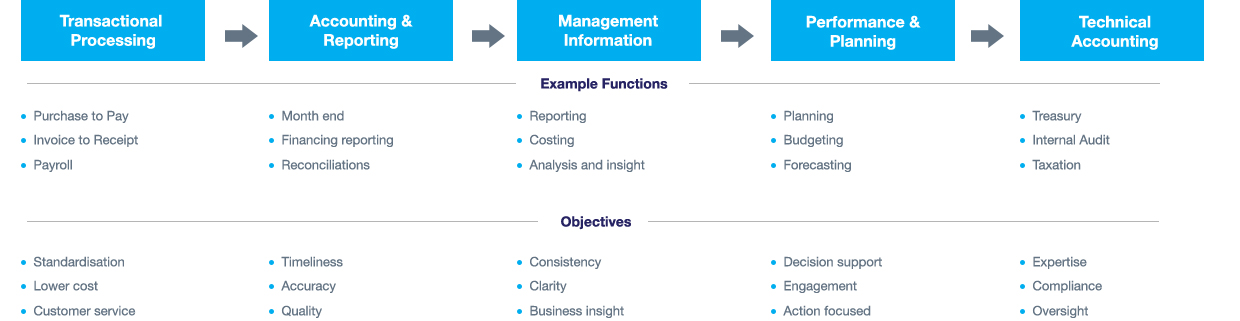 Transactional
Processing
Accounting &
Reporting
Management
Information
Performance &
Planning
Technical
Accounting
Example Functions
Purchase to Pay
Invoice to Receipt
Payroll
Month end
Financing reporting
Reconciliations
Reporting
Costing
Analysis and insight
Planning
Budgeting
Forecasting
Treasury
Internal Audit
Taxation
Objectives
Standardisation
Lower cost
Customer service
Timeliness
Accuracy
Quality
Consistency
Clarity
Business insight
Decision support
Engagement
Action focused
Expertise
Compliance
Oversight